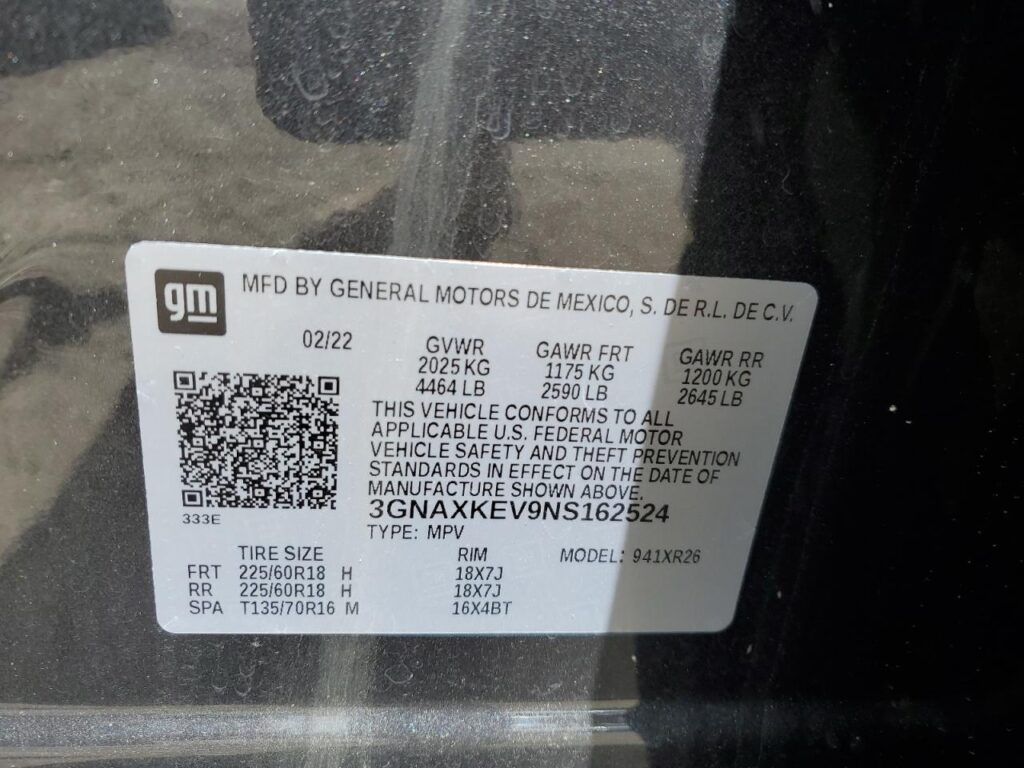 gm MFD BY GENERAL MOTORS DE MEXICO, S. DE R.L. DE C.V.
02/22 GVWR GAWR FRT GAWR RR
2025 KG 1175 KG 1200 KG
4464 LB 2590 LB 2645 LB
THIS VEHICLE CONFORMS TO ALL
APPLICABLE U.S. FEDERAL MOTOR
VEHICLE SAFETY AND THEFT PREVENTION
STANDARDS IN EFFECT ON THE DATE OF
MANUFACTURE SHOWN ABOVE.
3GNAXKEV9NS162524
333E
TYPE: MPV
TIRE SIZE RIM MODEL: 941XR26
FRT 225/60R18 H 18X7J
RR 225/60R18 H 18X7J
SPA T135/70R16 M 16X4BT